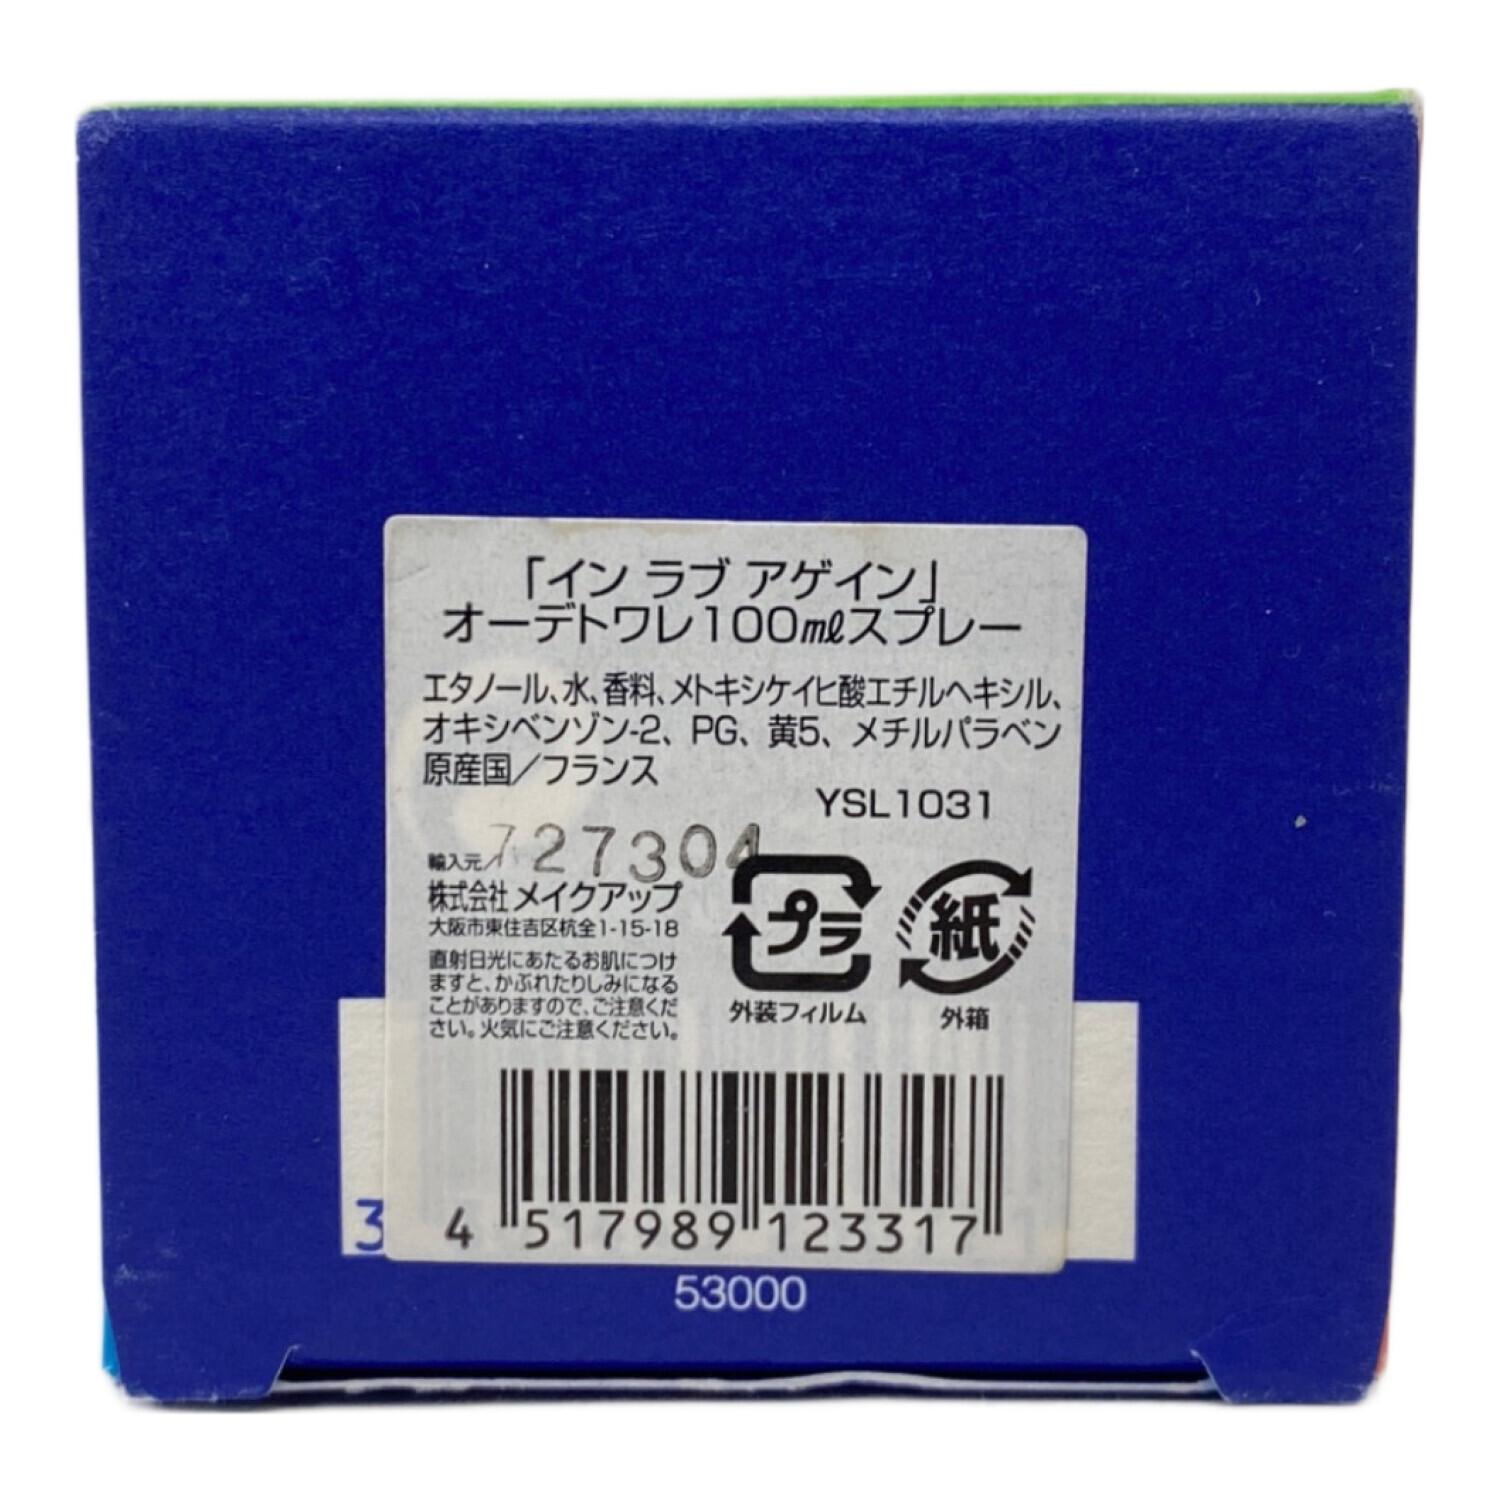 「イン ラブ アゲイン」
オーデトワレ100㎖スプレー
エタノール、水、香料、メトキシケイヒ酸エチルヘキシル、
オキシベンゾン-2、PG、黄5、メチルパラベン
原産国／フランス
YSL1031
727304
輸入元／
株式会社 メイクアップ
大阪市東住吉区杭全1-15-18
直射日光にあたるお肌につけ
ますと、かぶれたりしみになる
ことがありますので、ご注意くだ
さい。火気にご注意ください。
プラ
外装フィルム
紙
外箱
3
4 517989 123317
53000